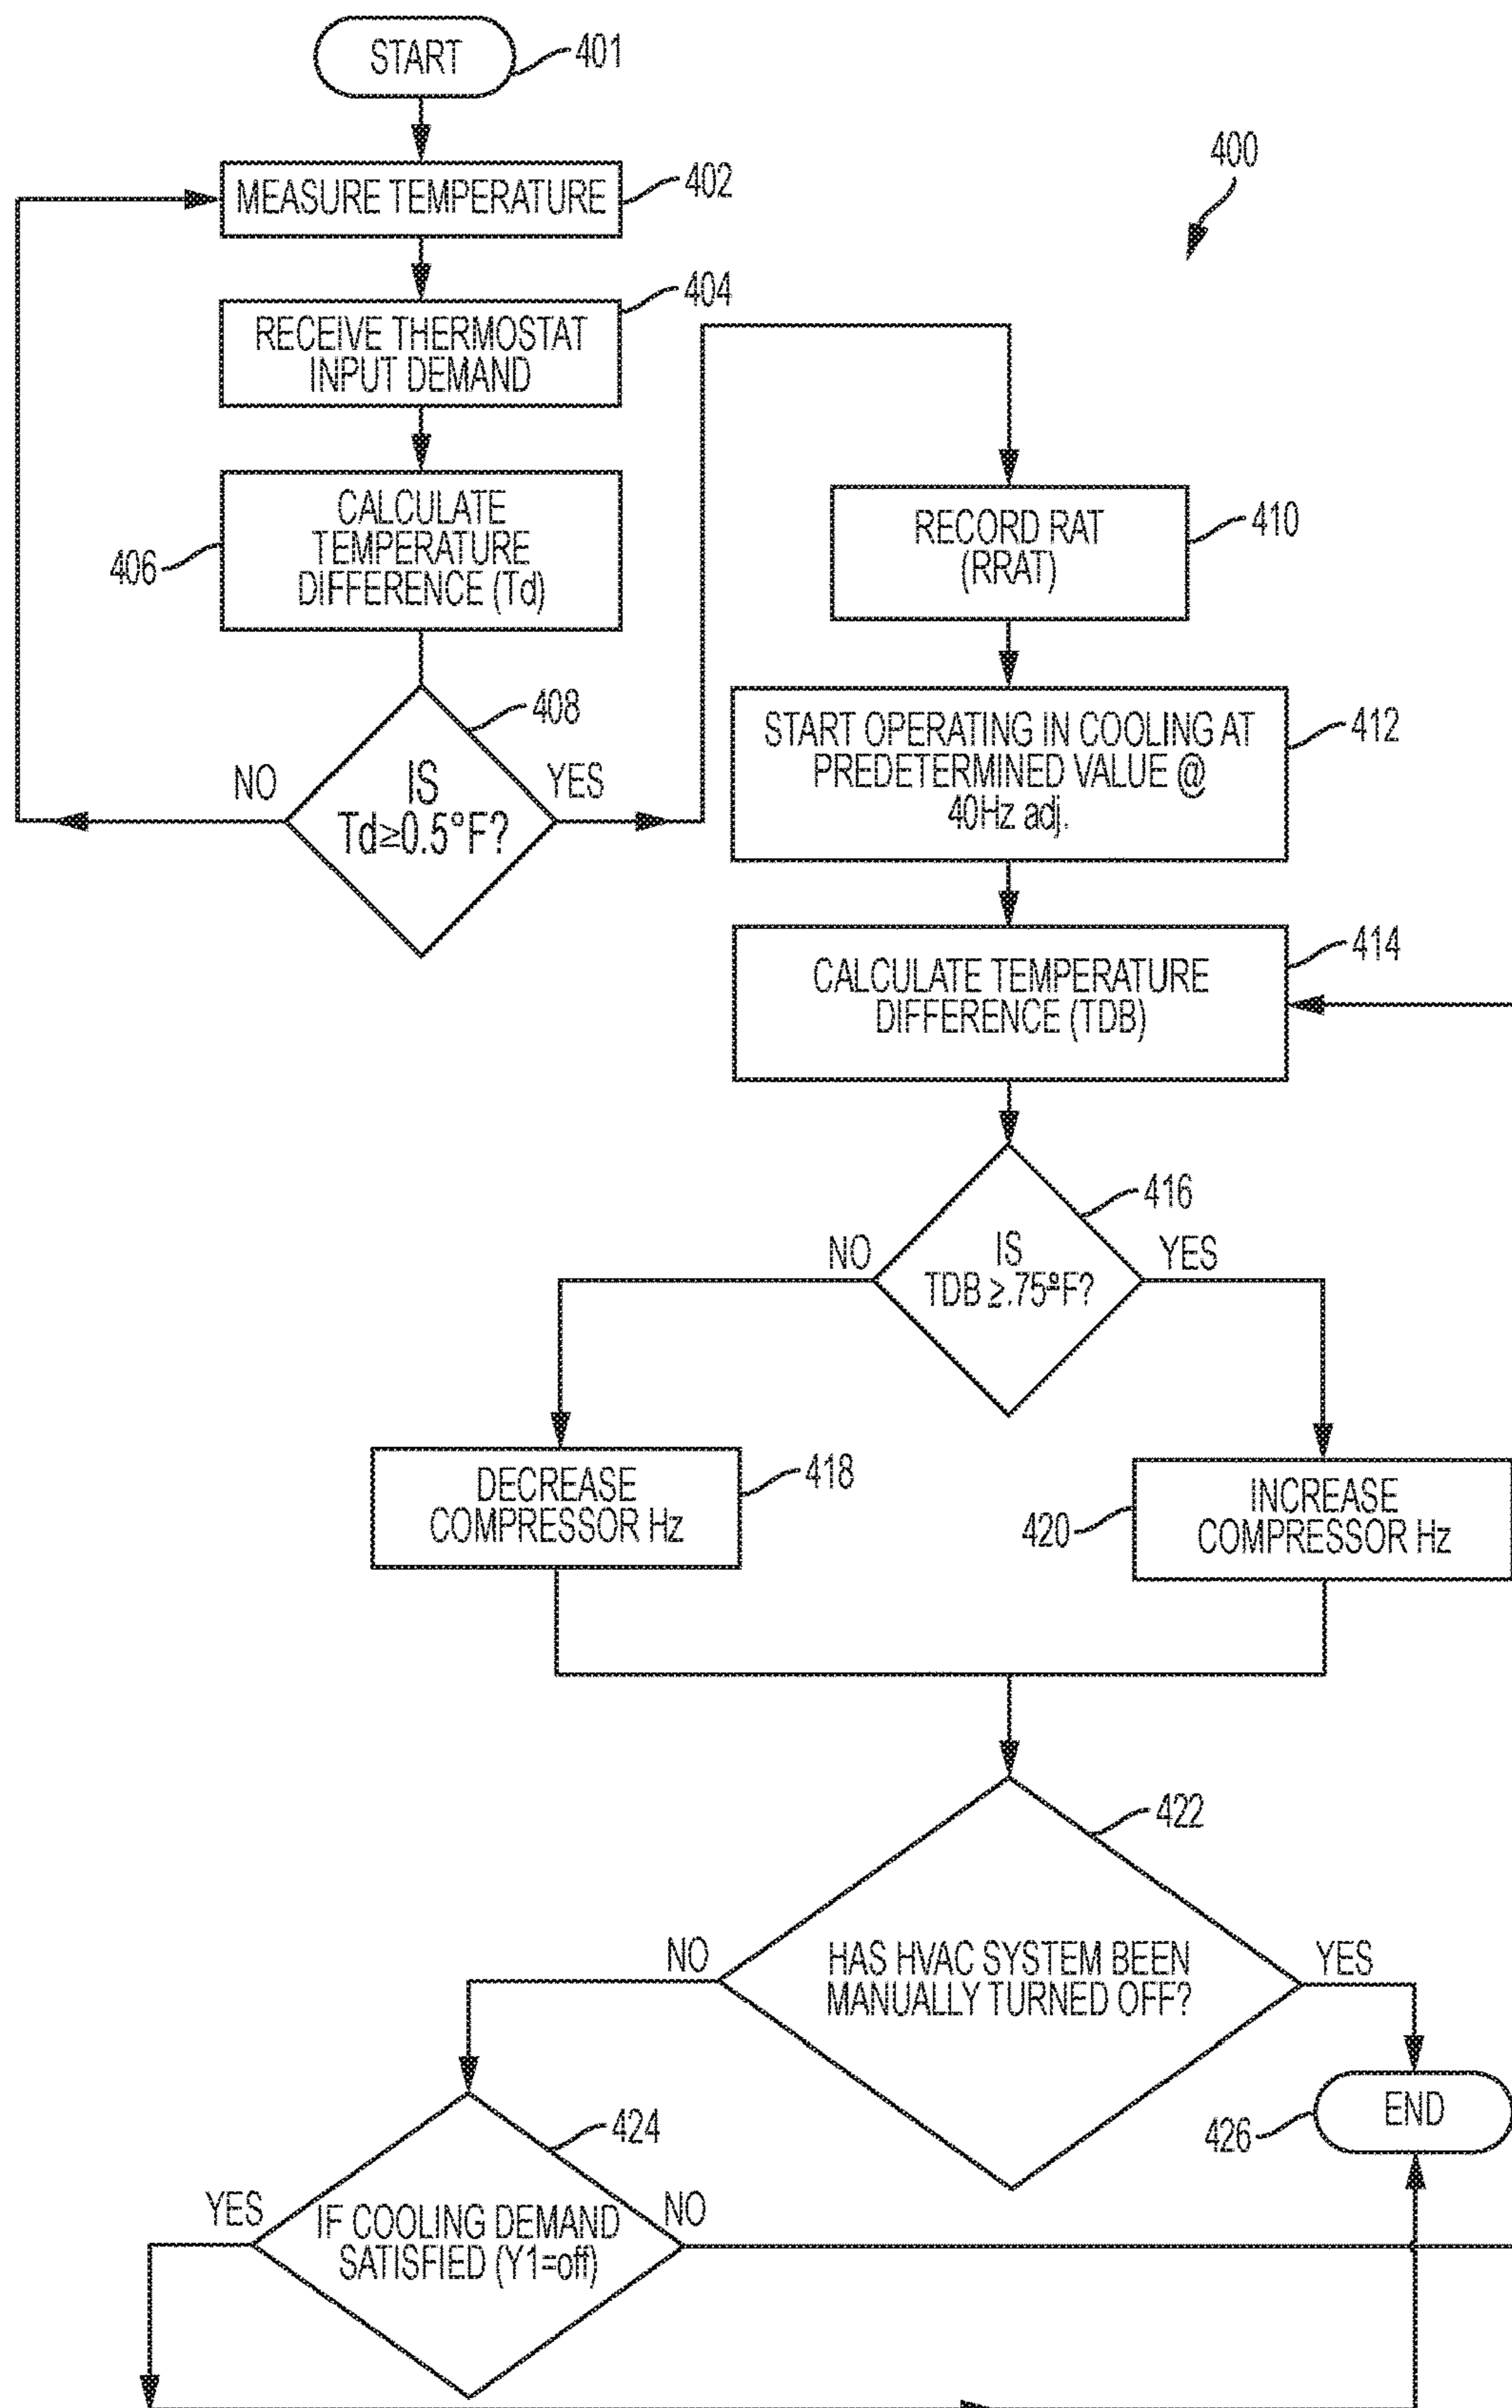 START
401
400
MEASURE TEMPERATURE
402
RECEIVE THERMOSTAT
INPUT DEMAND
404
CALCULATE
TEMPERATURE
DIFFERENCE (Td)
406
408
NO
IS
Td≥0.5°F?
YES
RECORD RAT
(RRAT)
410
START OPERATING IN COOLING AT
PREDETERMINED VALUE @
40Hz adj.
412
CALCULATE TEMPERATURE
DIFFERENCE (TDB)
414
416
NO
IS
TDB ≥.75ºF?
YES
DECREASE
COMPRESSOR Hz
418
420
INCREASE
COMPRESSOR Hz
422
NO
HAS HVAC SYSTEM BEEN
MANUALLY TURNED OFF?
YES
424
YES
IF COOLING DEMAND
SATISFIED (Y1=off)
NO
END
426